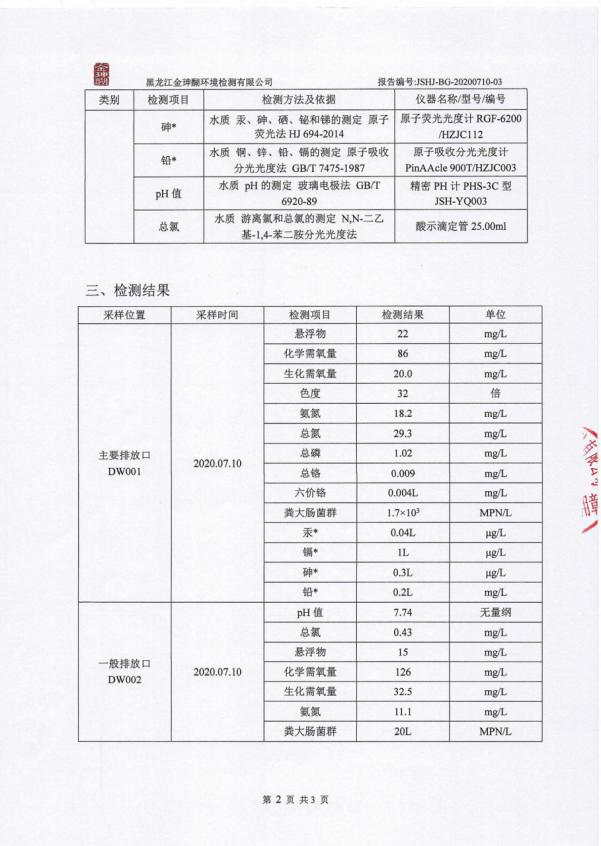 黑龙江金珅翮环境检测有限公司 报告编号:JSHJ-BG-20200710-03
类别 检测项目 检测方法及依据 仪器名称/型号/编号
砷* 水质 汞、砷、硒、铋和锑的测定 原子 原子荧光光度计 RGF-6200
荧光法 HJ 694-2014 /HZJC112
铅* 水质 铜、锌、铅、镉的测定 原子吸收 原子吸收分光光度计
分光光度法 GB/T 7475-1987 PinAAcle 900T/HZJC003
pH 值 水质 pH 的测定 玻璃电极法 GB/T 精密 PH 计 PHS-3C 型
6920-89 JSH-YQ003
总氯 水质 游离氯和总氯的测定 N,N-二乙 酸示滴定管 25.00ml
基-1,4-苯二胺分光光度法
三、检测结果
采样位置 采样时间 检测项目 检测结果 单位
主要排放口
DW001
2020.07.10
悬浮物 22 mg/L
化学需氧量 86 mg/L
生化需氧量 20.0 mg/L
色度 32 倍
氨氮 18.2 mg/L
总氮 29.3 mg/L
总磷 1.02 mg/L
总铬 0.009 mg/L
六价铬 0.004L mg/L
粪大肠菌群 1.7×10³ MPN/L
汞* 0.04L μg/L
镉* 1L μg/L
砷* 0.3L μg/L
铅* 0.2L mg/L
一般排放口
DW002
2020.07.10
pH 值 7.74 无量纲
总氯 0.43 mg/L
悬浮物 15 mg/L
化学需氧量 126 mg/L
生化需氧量 32.5 mg/L
氨氮 11.1 mg/L
粪大肠菌群 20L MPN/L
第 2 页 共 3 页